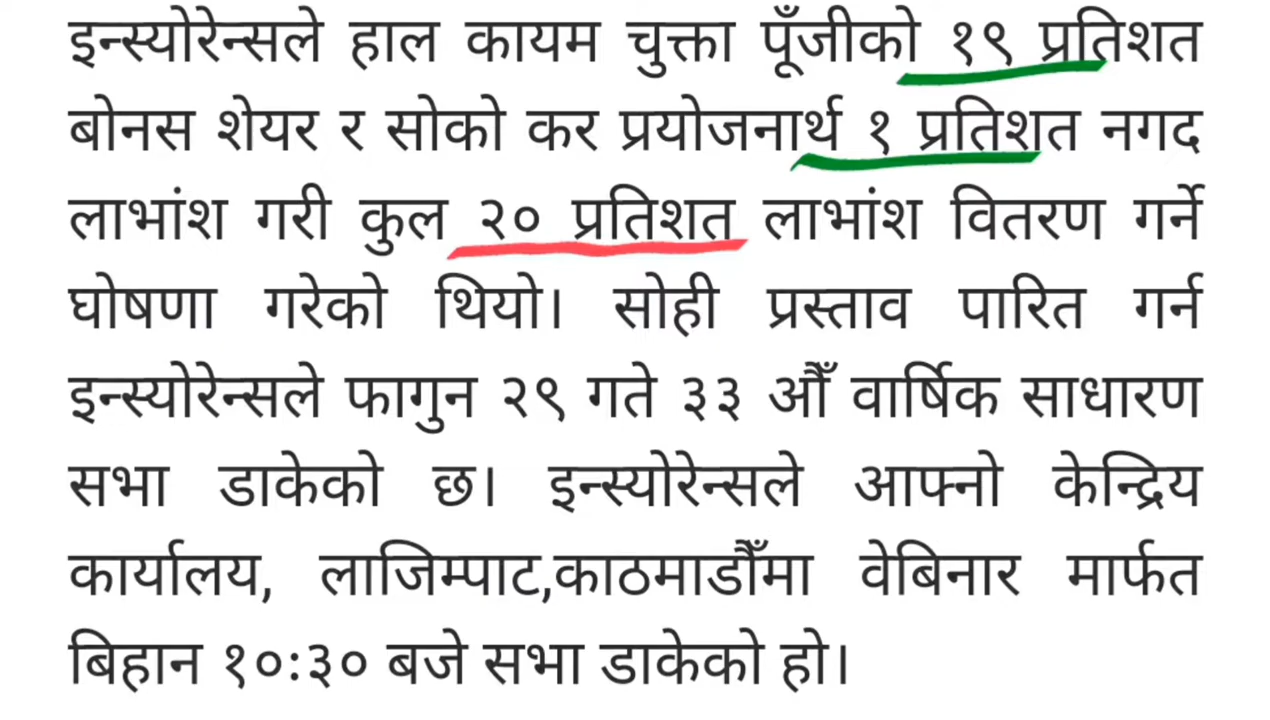 इन्स्योरेन्सले हाल कायम चुक्ता पूँजीको १९ प्रतिशत
बोनस शेयर र सोको कर प्रयोजनार्थ १ प्रतिशत नगद
लाभांश गरी कुल २० प्रतिशत लाभांश वितरण गर्ने
घोषणा गरेको थियो। सोही प्रस्ताव पारित गर्न
इन्स्योरेन्सले फागुन २९ गते ३३ औँ वार्षिक साधारण
सभा डाकेको छ। इन्स्योरेन्सले आफ्नो केन्द्रिय
कार्यालय, लाजिम्पाट,काठमाडौँमा वेबिनार मार्फत
बिहान १०:३० बजे सभा डाकेको हो।